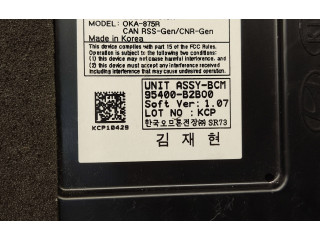 MODEL: OKA-875R
CAN RSS-Gen/CNR-Gen
Made in Korea
This device complies with part 15 of the FCC Rules.
Operation is subject to the following two conditions:
(1) this device may not cause harmful interference, and
(2) this device must accept any interference received
including interference that may cause undesired operation.
UNIT ASSY-BCM
95400-B2BO0
Soft Ver: 1.07
LOT NO : KCP
한국오므론전장㈜ SR73
KCP10428
김재현